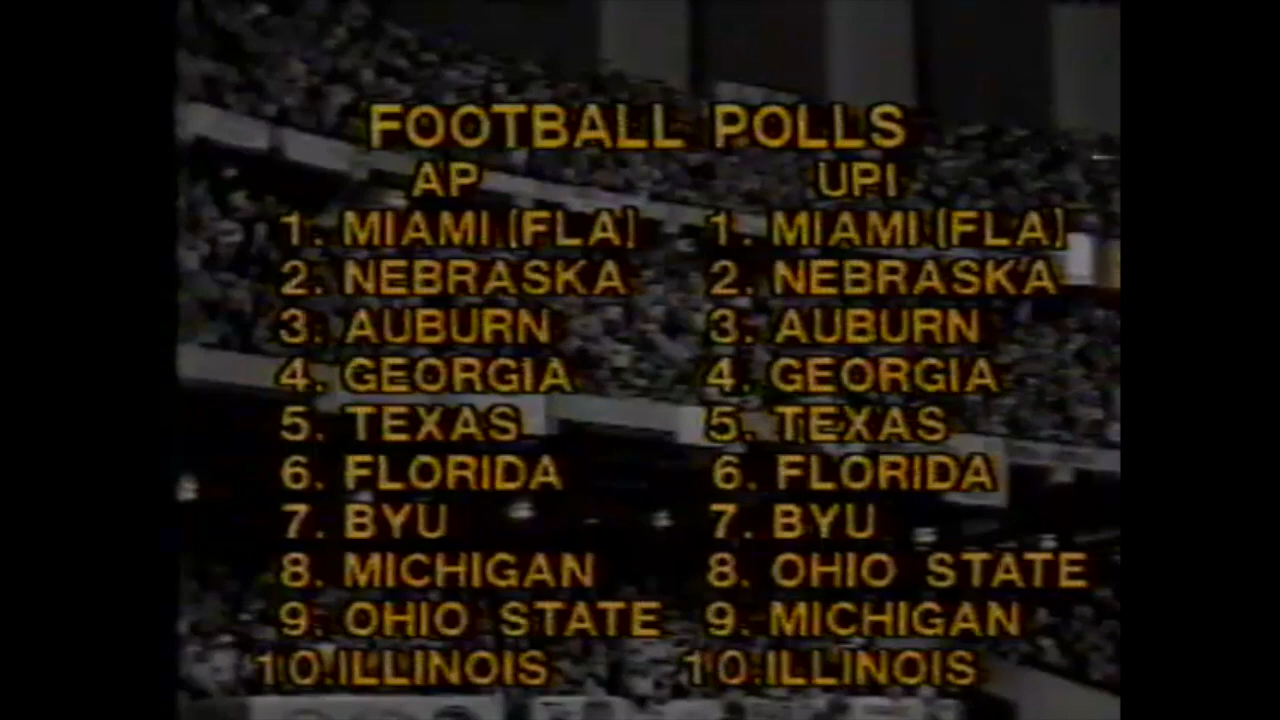 FOOTBALL POLLS
AP UPI
1. MIAMI (FLA) 1. MIAMI (FLA)
2. NEBRASKA 2. NEBRASKA
3. AUBURN 3. AUBURN
4. GEORGIA 4. GEORGIA
5. TEXAS 5. TEXAS
6. FLORIDA 6. FLORIDA
7. BYU 7. BYU
8. MICHIGAN 8. OHIO STATE
9. OHIO STATE 9. MICHIGAN
10. ILLINOIS 10. ILLINOIS